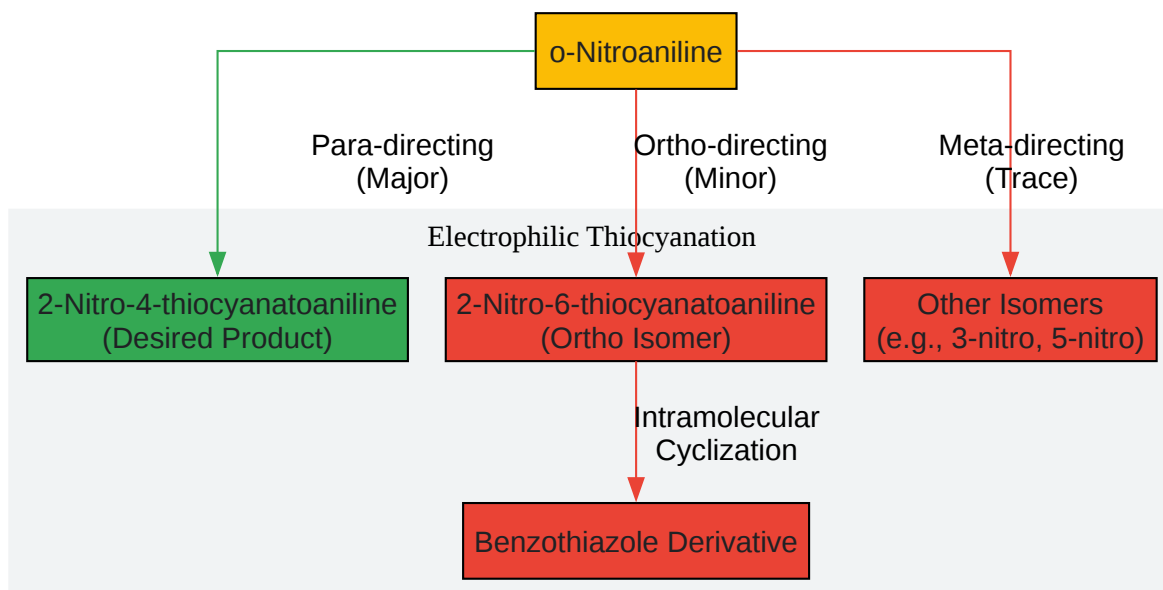 o-Nitroaniline
Para-directing
(Major)
Ortho-directing
(Minor)
Meta-directing
(Trace)
Electrophilic Thiocyanation
2-Nitro-4-thiocyanatoaniline
(Desired Product)
2-Nitro-6-thiocyanatoaniline
(Ortho Isomer)
Other Isomers
(e.g., 3-nitro, 5-nitro)
Intramolecular
Cyclization
Benzothiazole Derivative